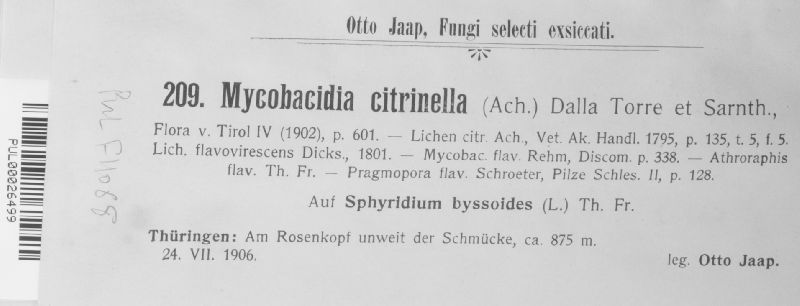 Otto Jaap, Fungi selecti exsiccati.
209. Mycobacidia citrinella (Ach.) Dalla Torre et Sarnth.,
Flora v. Tirol IV (1902), p. 601. — Lichen citr. Ach., Vet. Ak. Handl. 1795, p. 135, t. 5, f. 5.
Lich. flavovirescens Dicks., 1801. — Mycobac. flav. Rehm, Discom. p. 338. — Athroraphis
flav. Th. Fr. — Pragmopora flav. Schroeter, Pilze Schles. II, p. 128.
Auf Sphyridium byssoides (L.) Th. Fr.
Thüringen: Am Rosenkopf unweit der Schmücke, ca. 875 m.
24. VII. 1906.
leg. Otto Jaap.
PUL00026499
PUL F11088